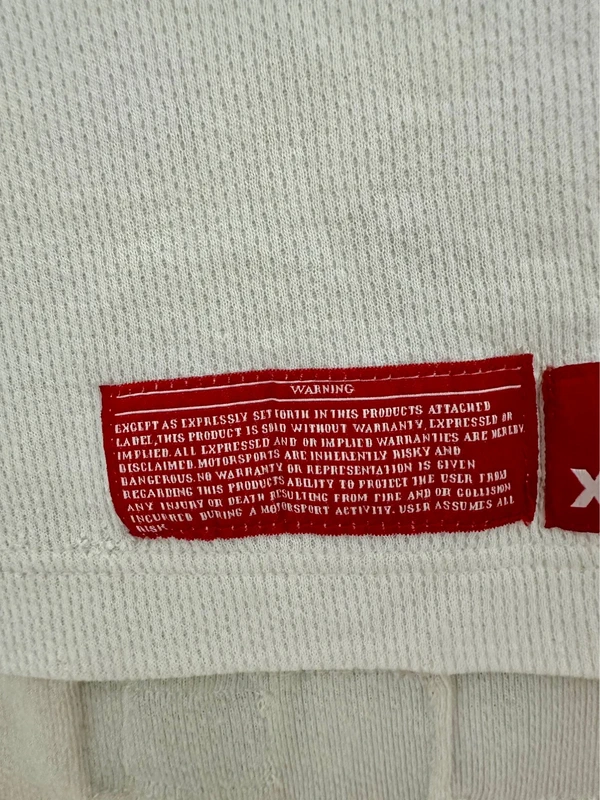 WARNING
EXCEPT AS EXPRESSLY SET FORTH IN THIS PRODUCTS ATTACHED
LABEL,THIS PRODUCT IS SOLD WITHOUT WARRANTY, EXPRESSED OR
IMPLIED. ALL EXPRESSED AND OR IMPLIED WARRANTIES ARE HEREBY
DISCLAIMED.MOTORSPORTS ARE INHERENTLY RISKY AND
DANGEROUS.NO WARRANTY OR REPRESENTATION IS GIVEN
REGARDING THIS PRODUCTS ABILITY TO PROTECT THE USER FROM
ANY INJURY OR DEATH RESULTING FROM FIRE AND OR COLLISION
INCURRED DURING A MOTORSPORT ACTIVITY. USER ASSUMES ALL
RISK
X